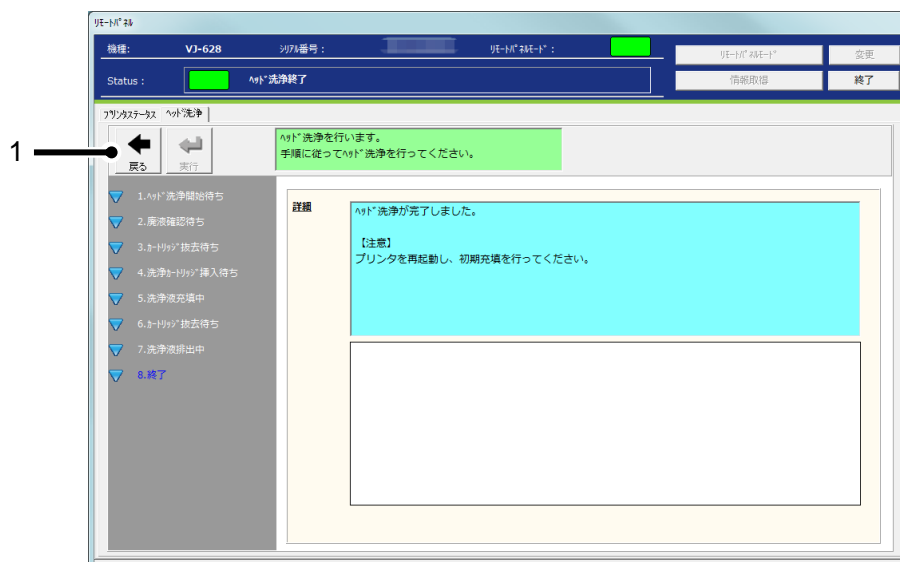 ﾘﾓｰﾄﾊﾟﾈﾙ
機種: VJ-628 ｼﾘｱﾙ番号 : ﾘﾓｰﾄﾊﾟﾈﾙﾓｰﾄﾞ : ﾘﾓｰﾄﾊﾟﾈﾙﾓｰﾄﾞ 変更
Status : ﾍｯﾄﾞ洗浄終了 情報取得 終了
ﾌﾟﾘﾝﾀｽﾃｰﾀｽ ﾍｯﾄﾞ洗浄
1
戻る 実行
ﾍｯﾄﾞ洗浄を行います。
手順に従ってﾍｯﾄﾞ洗浄を行ってください。
1.ﾍｯﾄﾞ洗浄開始待ち
2.廃液確認待ち
3.ｶｰﾄﾘｯｼﾞ抜去待ち
4.洗浄ｶｰﾄﾘｯｼﾞ挿入待ち
5.洗浄液充填中
6.ｶｰﾄﾘｯｼﾞ抜去待ち
7.洗浄液排出中
8.終了
詳細
ﾍｯﾄﾞ洗浄が完了しました。
【注意】
プリンタを再起動し、初期充填を行ってください。